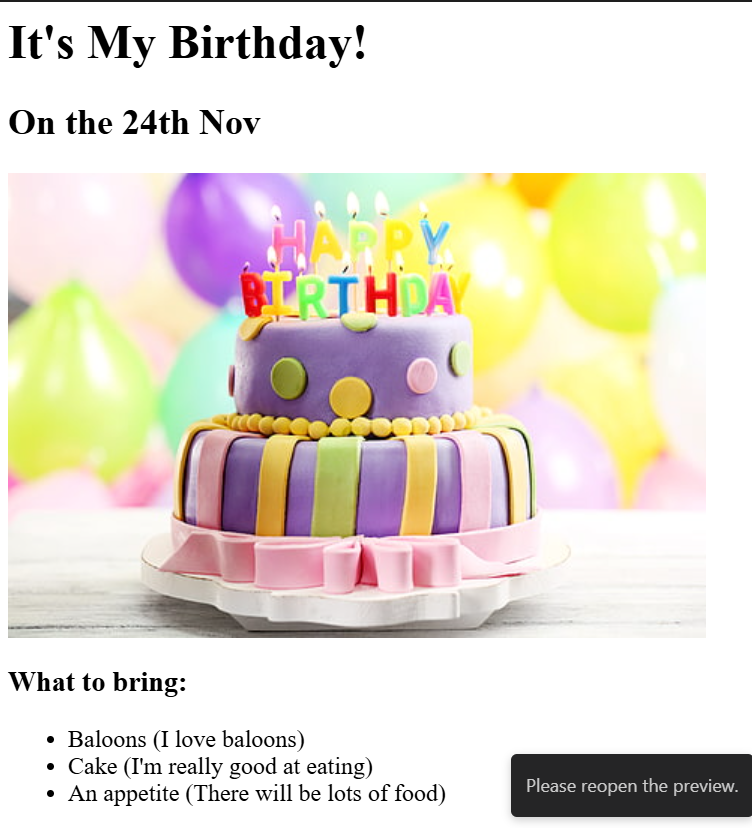 It's My Birthday!
On the 24th Nov
HAPPY
BIRTHDAY
What to bring:
Baloons (I love baloons)
Cake (I'm really good at eating)
An appetite (There will be lots of food)
Please reopen the preview.